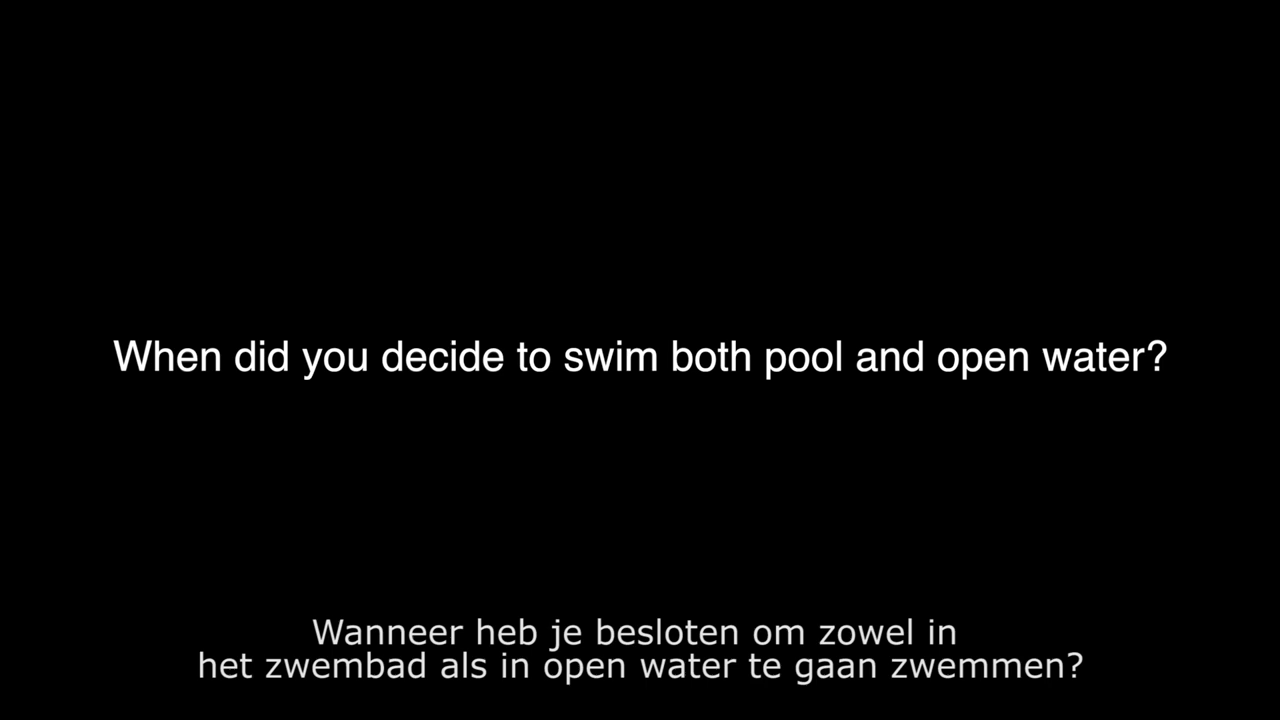 When did you decide to swim both pool and open water?
Wanneer heb je besloten om zowel in
het zwembad als in open water te gaan zwemmen?